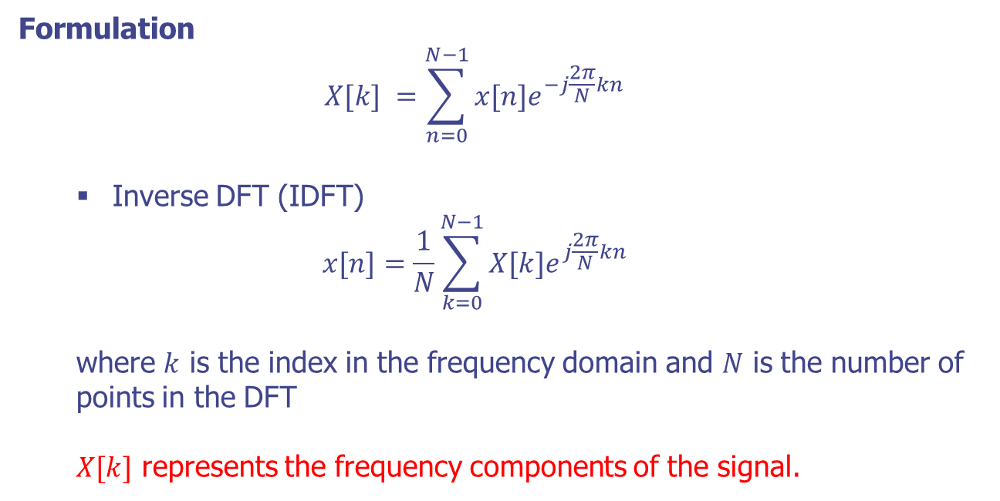 Formulation
X[k] = \sum_{n=0}^{N-1} x[n]e^{-j\frac{2\pi}{N}kn}
▪ Inverse DFT (IDFT)
x[n] = \frac{1}{N} \sum_{k=0}^{N-1} X[k]e^{j\frac{2\pi}{N}kn}
where k is the index in the frequency domain and N is the number of
points in the DFT
X[k] represents the frequency components of the signal.